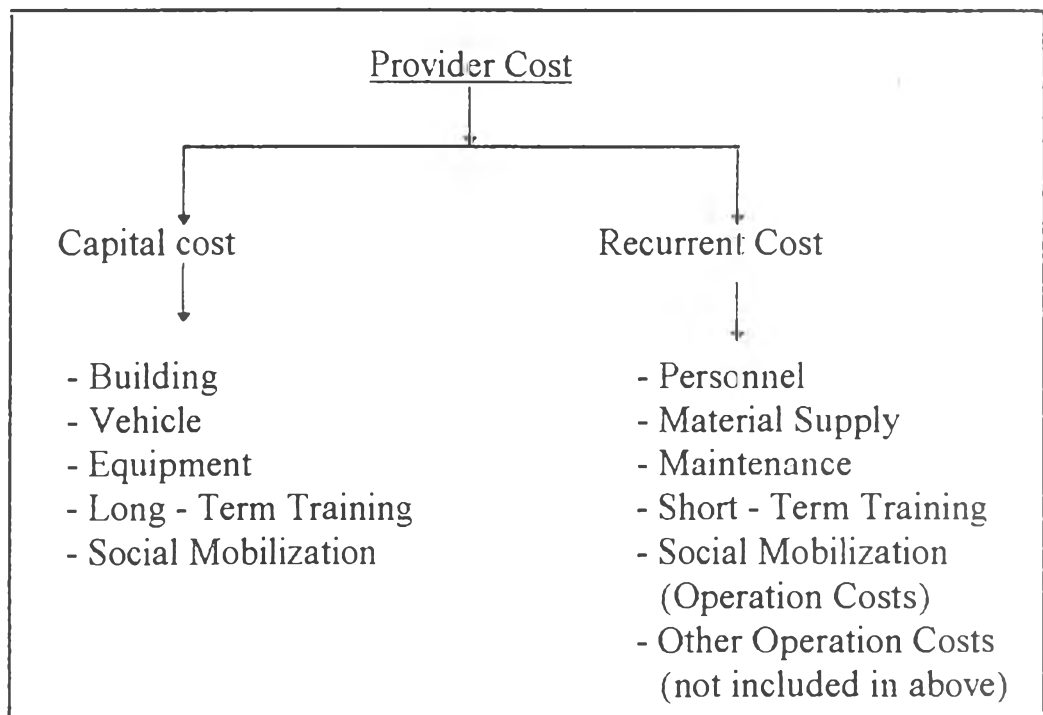 Provider Cost
Capital cost
Recurrent Cost
- Building
- Vehicle
- Equipment
- Long - Term Training
- Social Mobilization
- Personnel
- Material Supply
- Maintenance
- Short - Term Training
- Social Mobilization
(Operation Costs)
- Other Operation Costs
(not included in above)